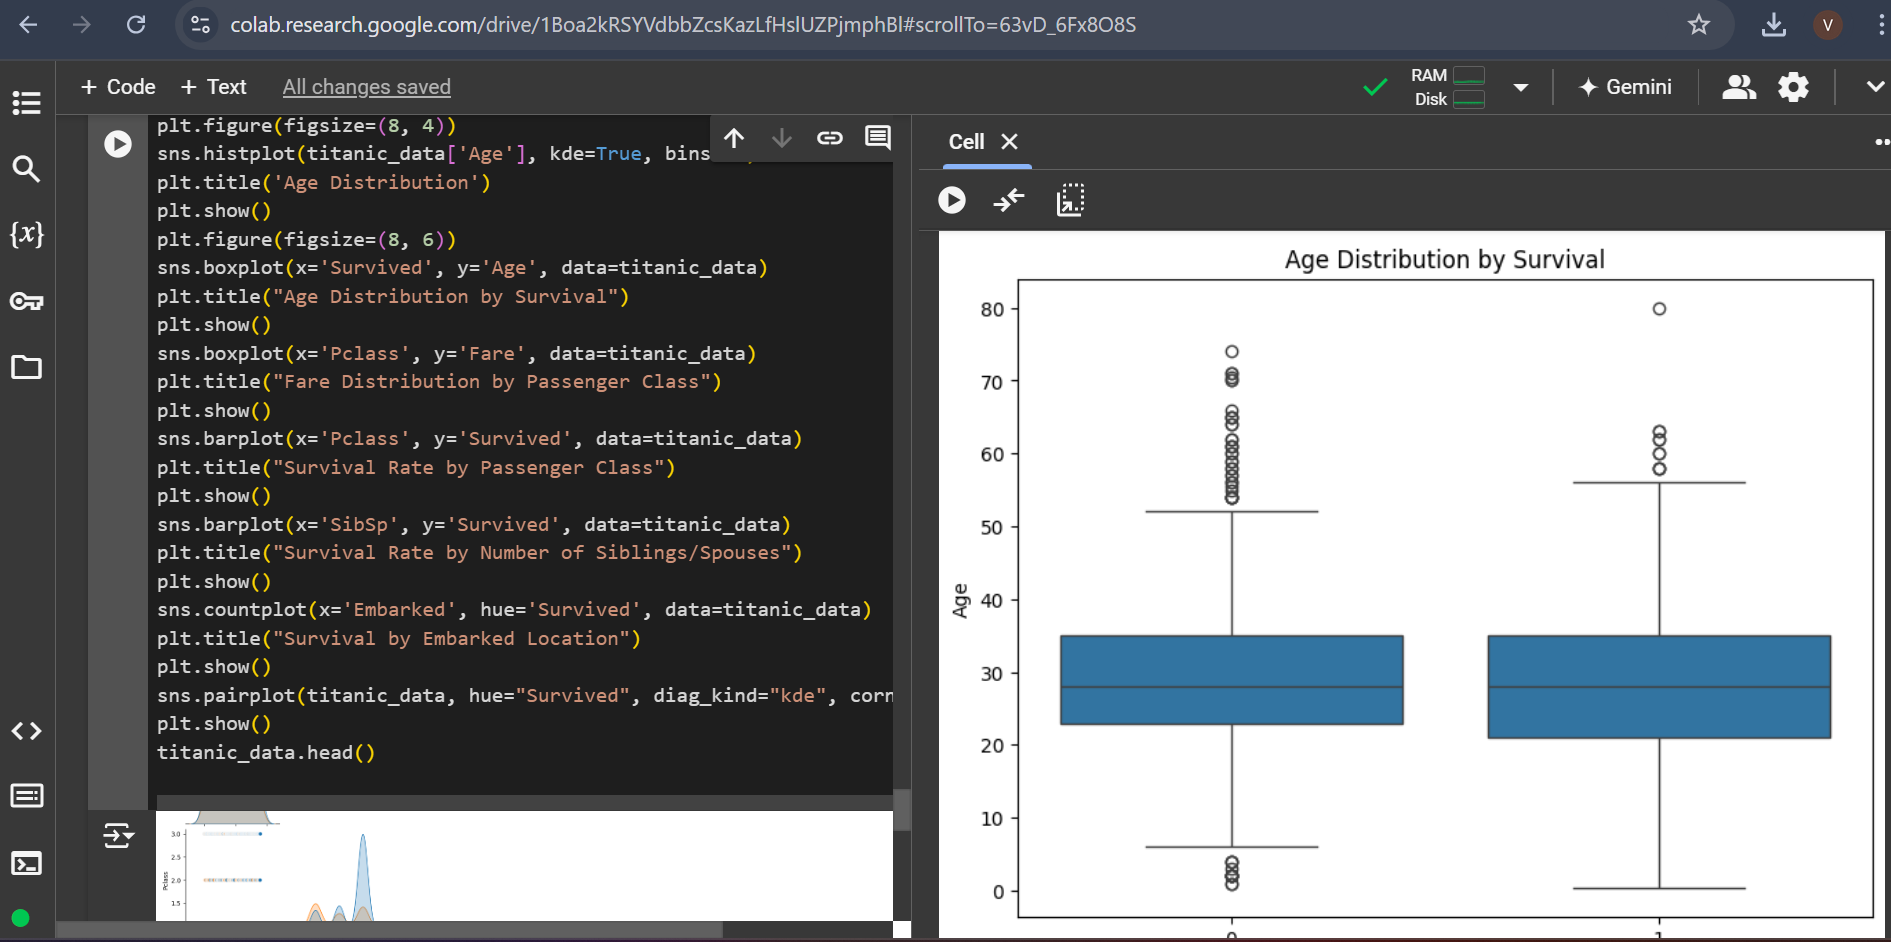 colab.research.google.com/drive/1Boa2kRSYVdbbZcsKazLfHslUZPjmphBl#scrollTo=63vD_6Fx8O8S
V
+ Code + Text All changes saved
RAM
Disk
Gemini
plt.figure(figsize=(8, 4))
sns.histplot(titanic_data['Age'], kde=True, bins
plt.title('Age Distribution')
plt.show()
plt.figure(figsize=(8, 6))
sns.boxplot(x='Survived', y='Age', data=titanic_data)
plt.title("Age Distribution by Survival")
plt.show()
sns.boxplot(x='Pclass', y='Fare', data=titanic_data)
plt.title("Fare Distribution by Passenger Class")
plt.show()
sns.barplot(x='Pclass', y='Survived', data=titanic_data)
plt.title("Survival Rate by Passenger Class")
plt.show()
sns.barplot(x='SibSp', y='Survived', data=titanic_data)
plt.title("Survival Rate by Number of Siblings/Spouses")
plt.show()
sns.countplot(x='Embarked', hue='Survived', data=titanic_data)
plt.title("Survival by Embarked Location")
plt.show()
sns.pairplot(titanic_data, hue="Survived", diag_kind="kde", corn
plt.show()
titanic_data.head()
3.0
2.5
Pclass
2.0
1.5
Cell
Age Distribution by Survival
80
70
60
50
Age
40
30
20
10
0
0 1